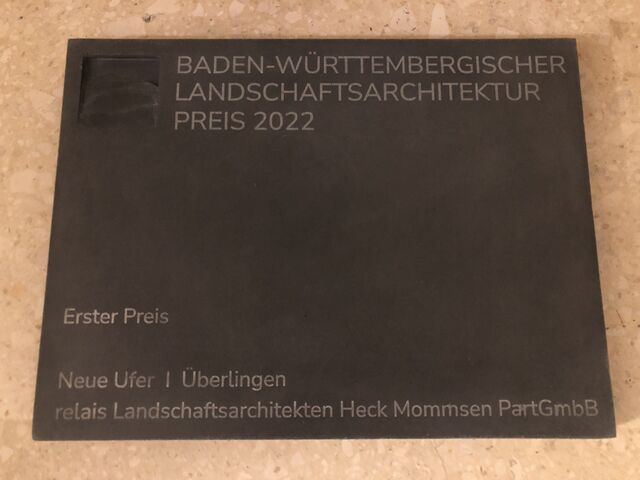 BADEN-WÜRTTEMBERGISCHER
LANDSCHAFTSARCHITEKTUR
PREIS 2022
Erster Preis
Neue Ufer | Überlingen
relais Landschaftsarchitekten Heck Mommsen PartGmbB